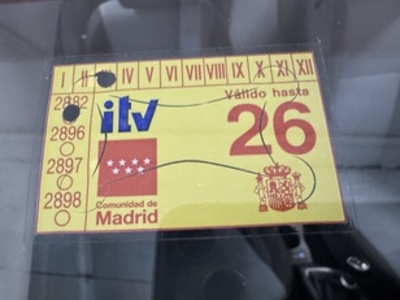 I II IV V VI VII VIII IX X XI XII
2882
itv
Válido hasta
26
2896
2897
2898
Comunidad de
Madrid